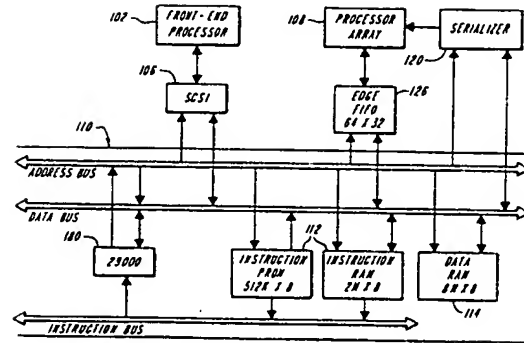 102
FRONT-END
PROCESSOR
108
PROCESSOR
ARRAY
SERIALIZER
120
106
SCSI
EDGE
FIFO
64 X 32
126
110
ADDRESS BUS
DATA BUS
180
29000
INSTRUCTION
PROM
512K X 8
112
INSTRUCTION
RAM
2M X 8
DATA
RAM
8M X 8
114
INSTRUCTION BUS